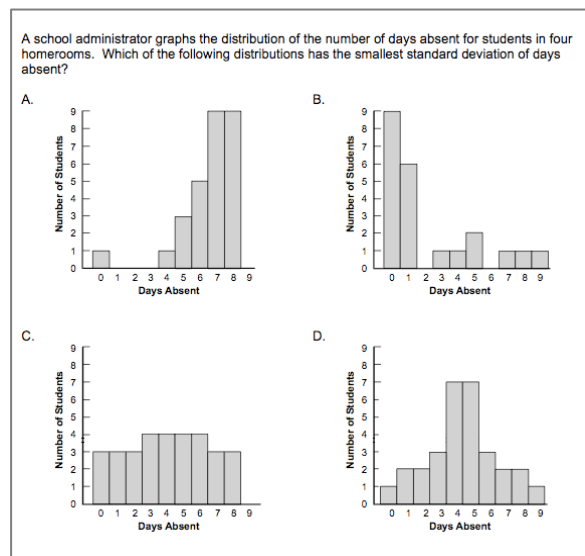 A school administrator graphs the distribution of the number of days absent for students in four
homerooms.  Which of the following distributions has the smallest standard deviation of days
absent?
A.
B.
Number of Students
9
8
7
6
5
4
3
2
1
0
0 1 2 3 4 5 6 7 8 9
Days Absent
Number of Students
9
8
7
6
5
4
3
2
1
0
0 1 2 3 4 5 6 7 8 9
Days Absent
C.
D.
Number of Students
9
8
7
6
5
4
3
2
1
0
0 1 2 3 4 5 6 7 8 9
Days Absent
Number of Students
9
8
7
6
5
4
3
2
1
0
0 1 2 3 4 5 6 7 8 9
Days Absent